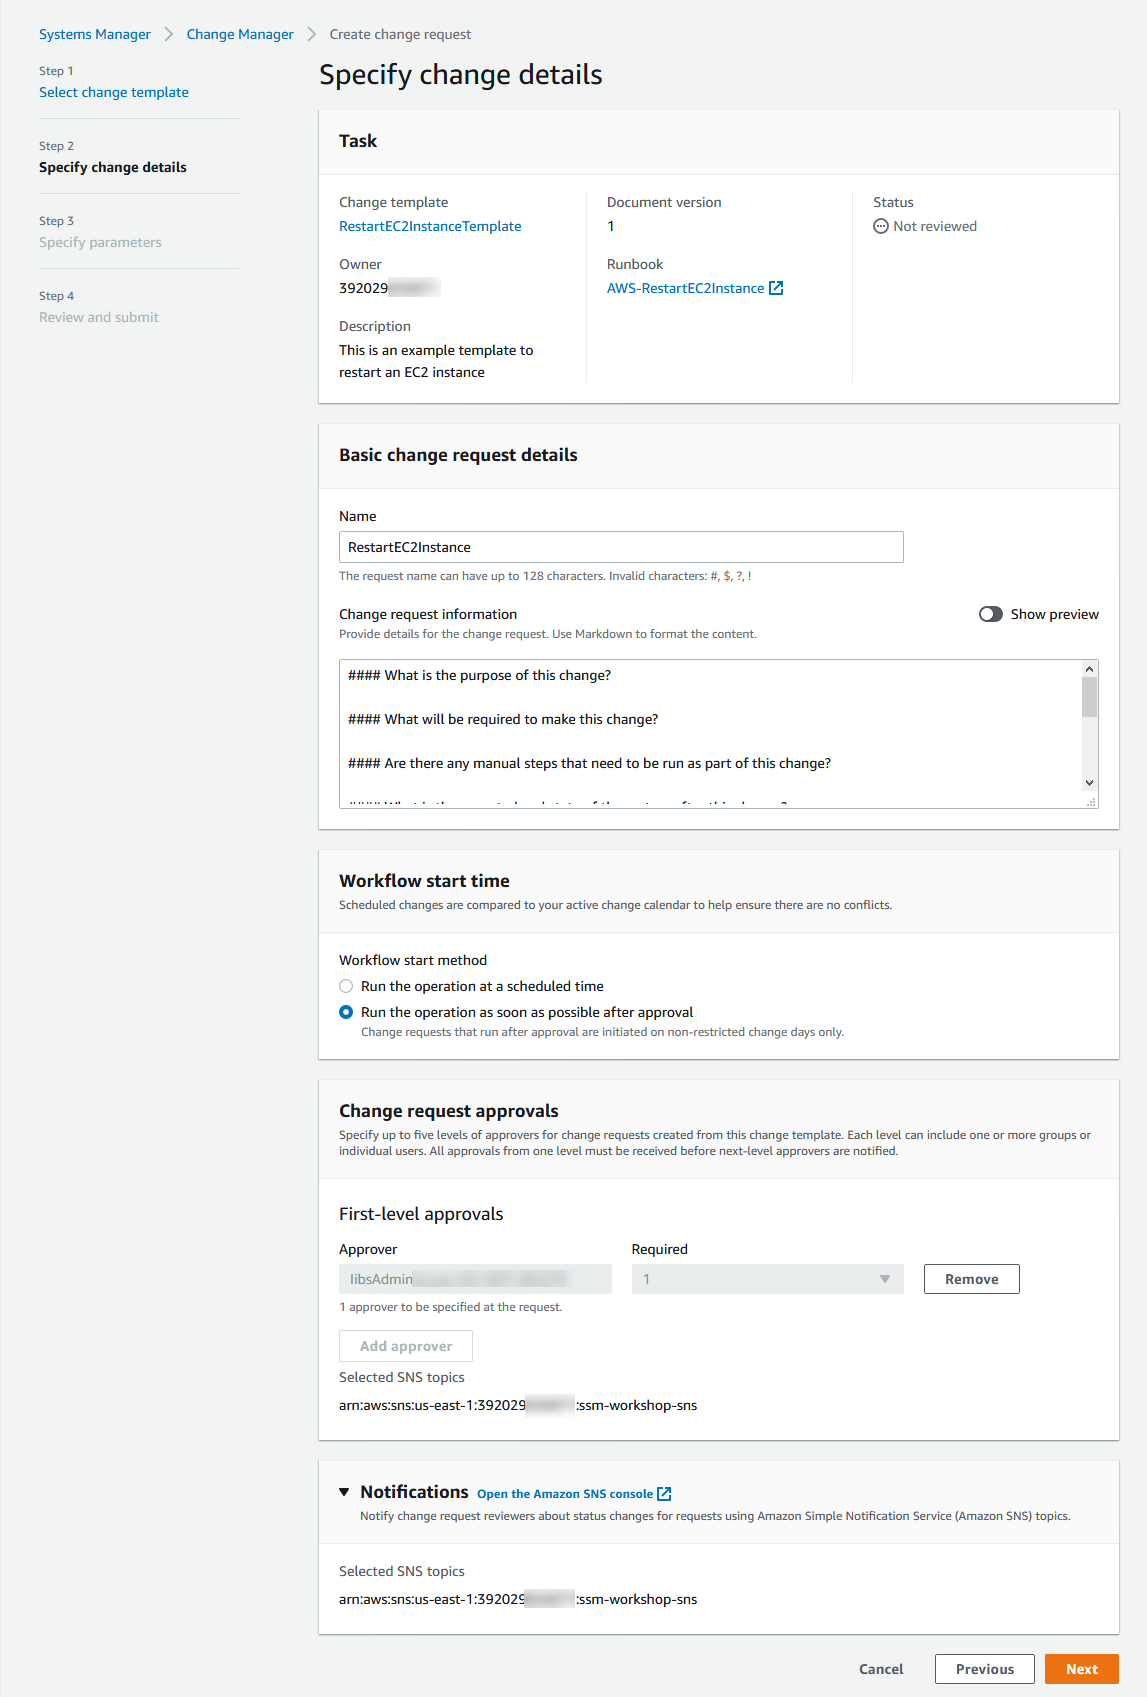 Systems Manager > Change Manager > Create change request
Step 1
Select change template
Step 2
Specify change details
Step 3
Specify parameters
Step 4
Review and submit
Specify change details
Task
Change template
RestartEC2InstanceTemplate
Owner
392029
Description
This is an example template to
restart an EC2 instance
Document version
1
Runbook
AWS-RestartEC2Instance
Status
Not reviewed
Basic change request details
Name
RestartEC2Instance
The request name can have up to 128 characters. Invalid characters: #, $, ?, !
Change request information
Show preview
Provide details for the change request. Use Markdown to format the content.
#### What is the purpose of this change?
#### What will be required to make this change?
#### Are there any manual steps that need to be run as part of this change?
Workflow start time
Scheduled changes are compared to your active change calendar to help ensure there are no conflicts.
Workflow start method
Run the operation at a scheduled time
Run the operation as soon as possible after approval
Change requests that run after approval are initiated on non-restricted change days only.
Change request approvals
Specify up to five levels of approvers for change requests created from this change template. Each level can include one or more groups or
individual users. All approvals from one level must be received before next-level approvers are notified.
First-level approvals
Approver
Required
1
Remove
1 approver to be specified at the request.
Add approver
Selected SNS topics
arn:aws:sns:us-east-1:392029 :ssm-workshop-sns
Notifications Open the Amazon SNS console
Notify change request reviewers about status changes for requests using Amazon Simple Notification Service (Amazon SNS) topics.
Selected SNS topics
arn:aws:sns:us-east-1:392029 :ssm-workshop-sns
Cancel
Previous
Next